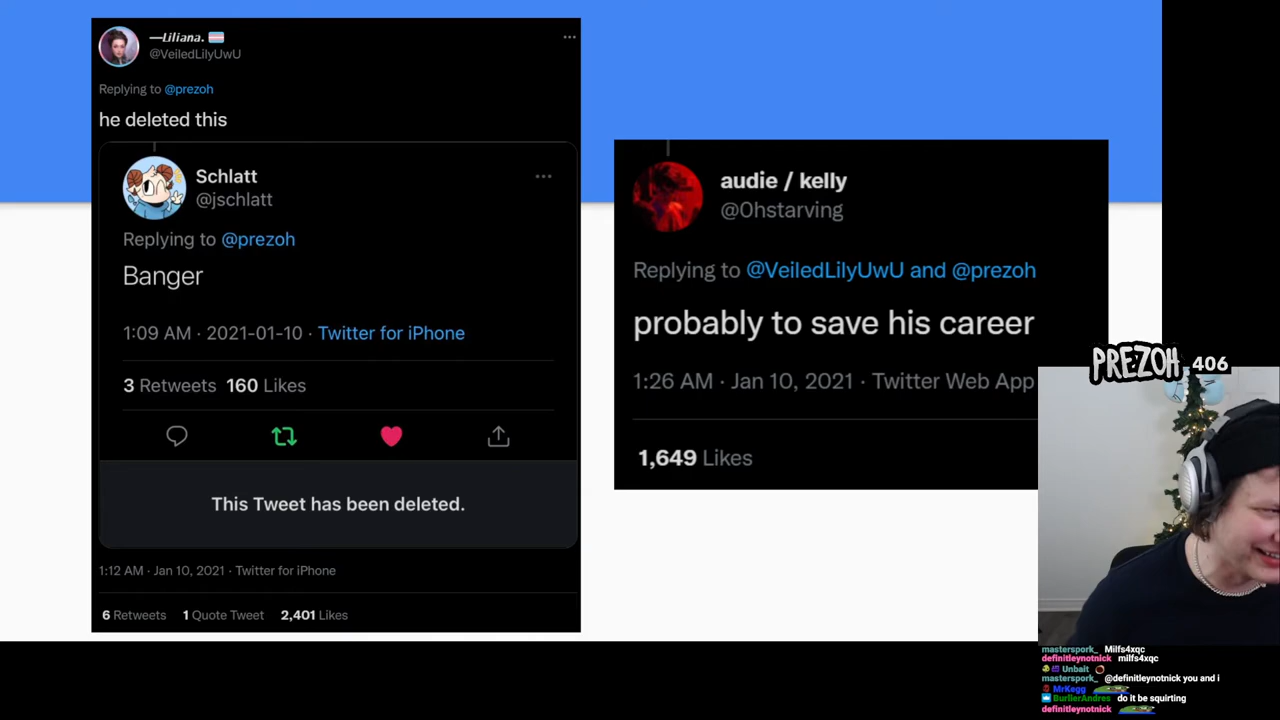 —Liliana.
@VeiledLilyUwU
Replying to @prezoh
he deleted this
Schlatt
@jschlatt
Replying to @prezoh
Banger
1:09 AM · 2021-01-10 · Twitter for iPhone
3 Retweets 160 Likes
This Tweet has been deleted.
1:12 AM · Jan 10, 2021 · Twitter for iPhone
6 Retweets 1 Quote Tweet 2,401 Likes
audie / kelly
@0hstarving
Replying to @VeiledLilyUwU and @prezoh
probably to save his career
1:26 AM · Jan 10, 2021 · Twitter Web App
1,649 Likes
PREZOH 406
masterspork_ Milfs4xqc
definitleynotnick milfs4xqc
Unbait
masterspork_ @definitleynotnick you and i
MrKegg
BurlierAndres do it be squirting
definitleynotnick